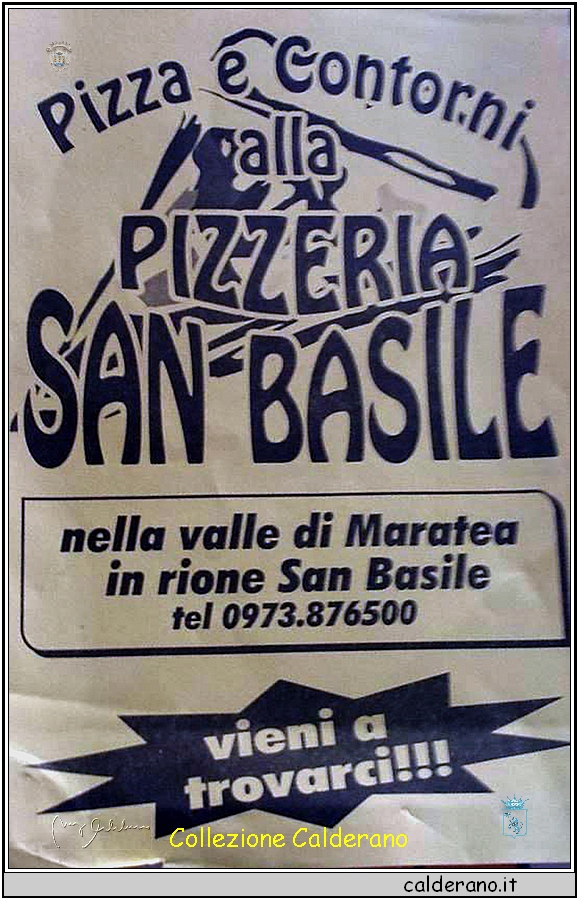 Pizza e Contorni
alla
PIZZERIA
SAN BASILE
nella valle di Maratea
in rione San Basile
tel 0973.876500
vieni a
trovarci!!!
Collezione Calderano
calderano.it